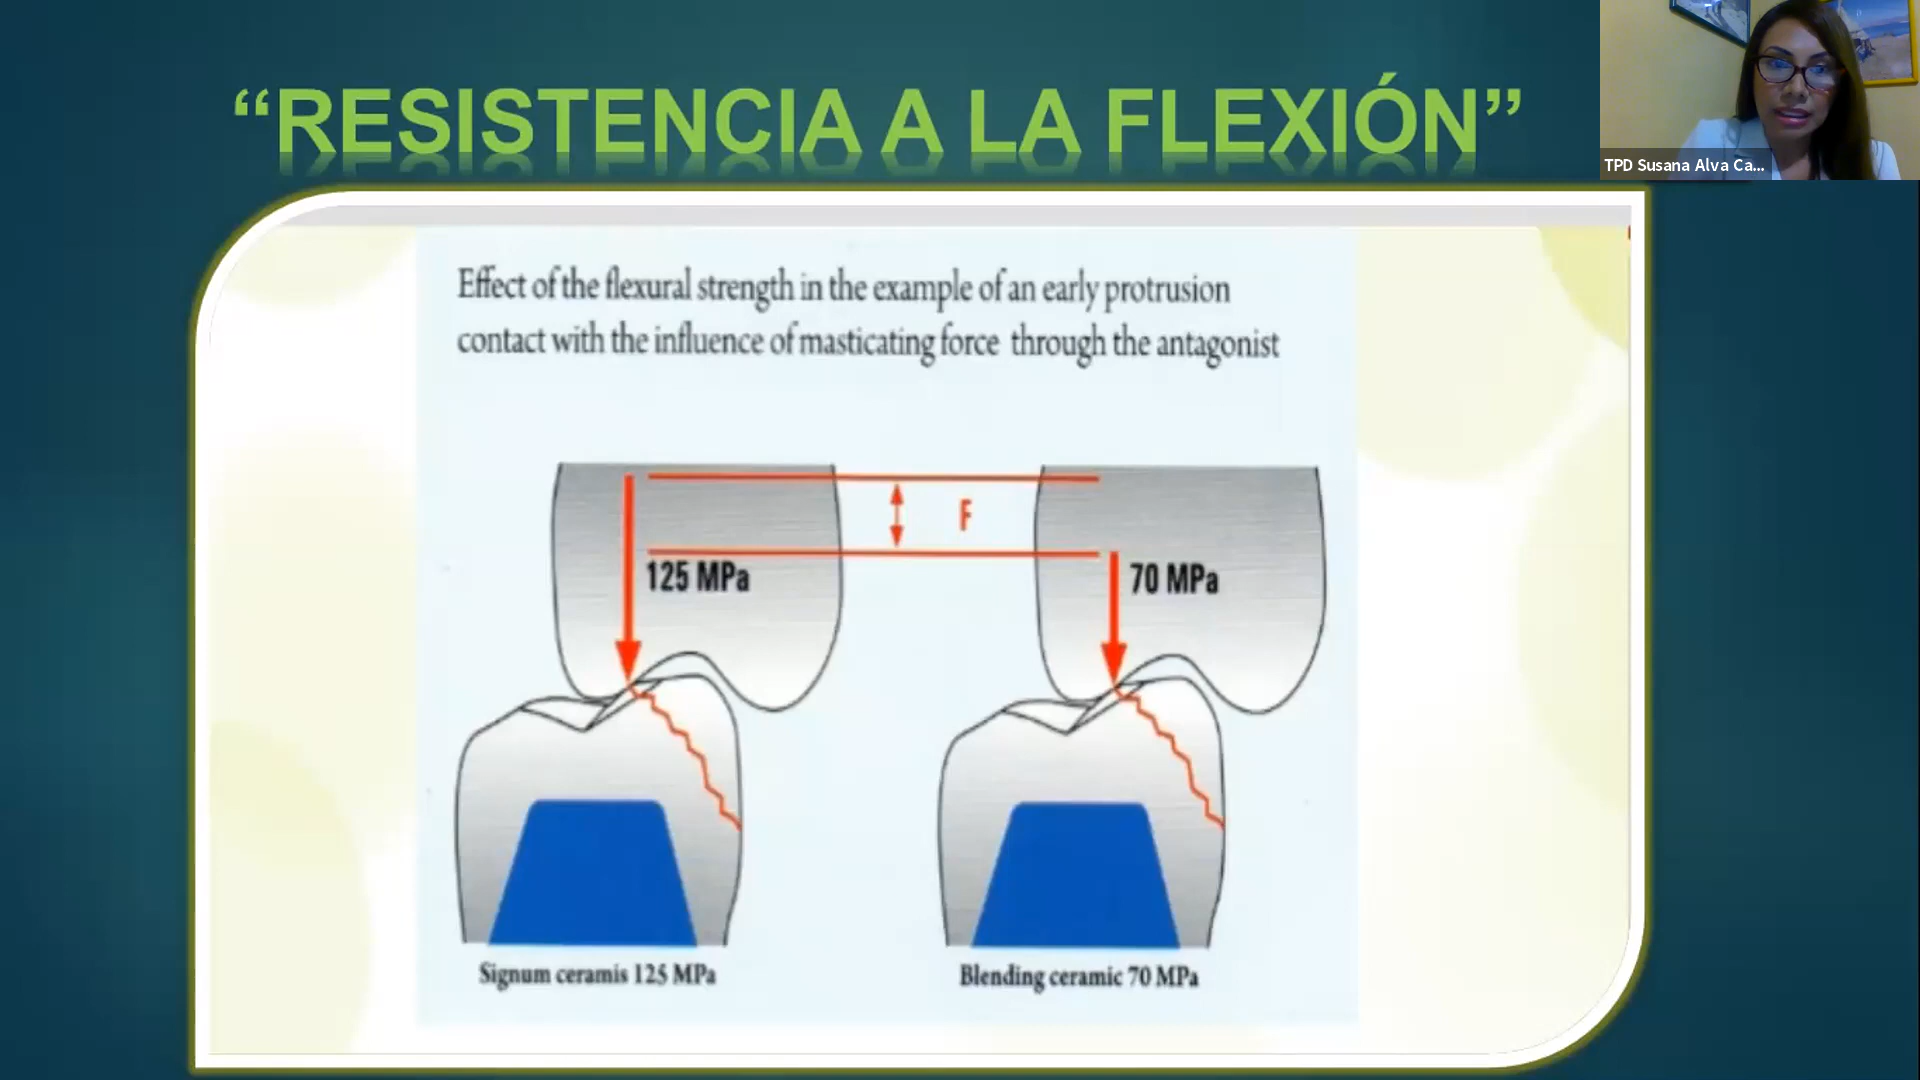 “RESISTENCIA A LA FLEXIÓN”
TPD Susana Alva Ca...
Effect of the flexural strength in the example of an early protrusion
contact with the influence of masticating force through the antagonist
F
125 MPa
70 MPa
Signum ceramis 125 MPa
Blending ceramic 70 MPa